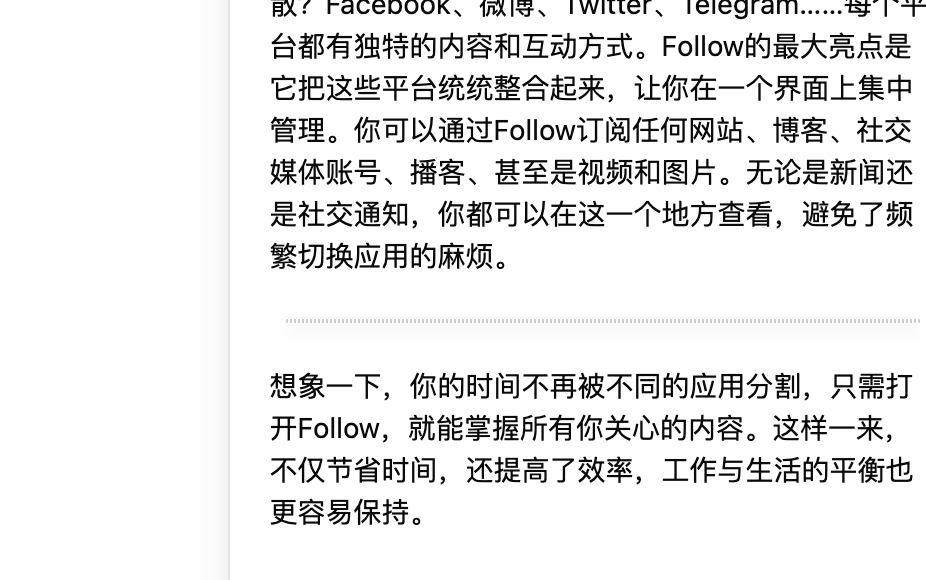 散？Facebook、微博、Twitter、Telegram……每个平
台都有独特的内容和互动方式。Follow的最大亮点是
它把这些平台统统整合起来，让你在一个界面上集中
管理。你可以通过Follow订阅任何网站、博客、社交
媒体账号、播客、甚至是视频和图片。无论是新闻还
是社交通知，你都可以在这一个地方查看，避免了频
繁切换应用的麻烦。
想象一下，你的时间不再被不同的应用分割，只需打
开Follow，就能掌握所有你关心的内容。这样一来，
不仅节省时间，还提高了效率，工作与生活的平衡也
更容易保持。